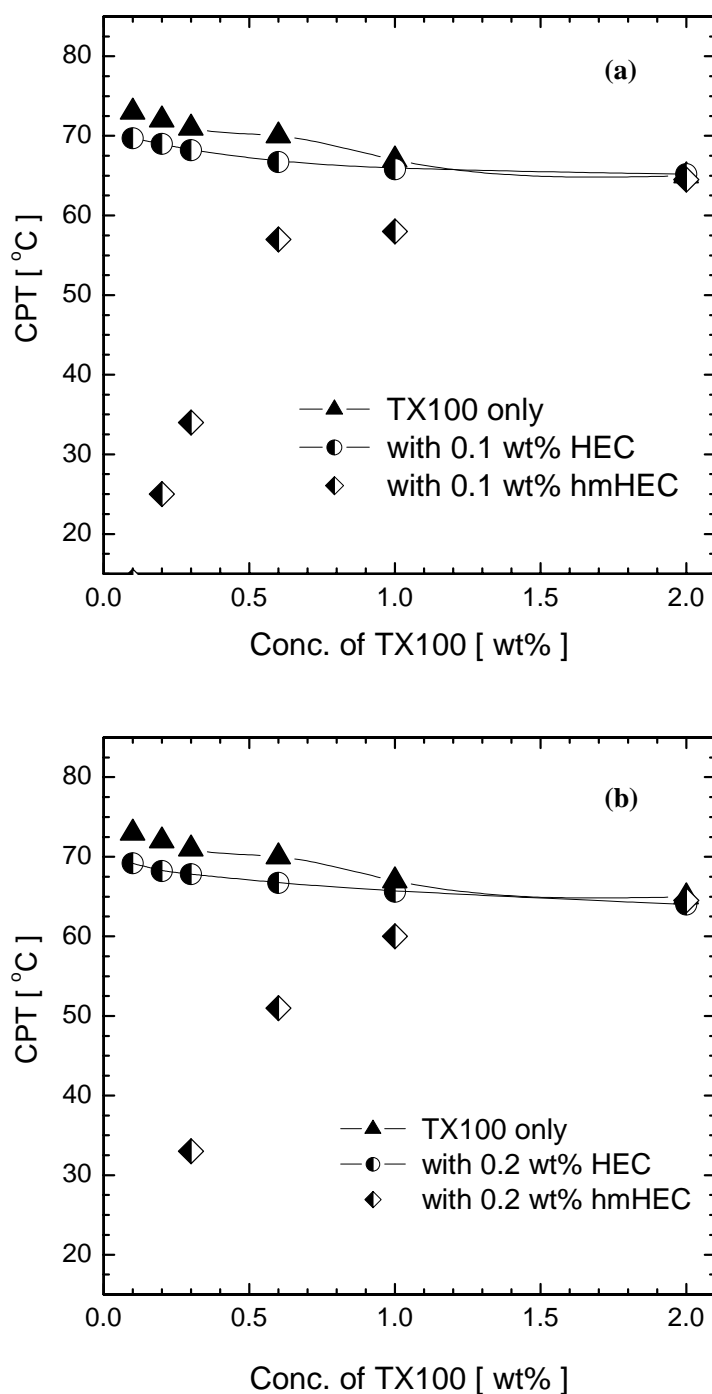 (a)
80
70
60
50
40
30
20
CPT [ °C ]
TX100 only
with 0.1 wt% HEC
with 0.1 wt% hmHEC
0.0 0.5 1.0 1.5 2.0
Conc. of TX100 [ wt% ]
(b)
80
70
60
50
40
30
20
CPT [ °C ]
TX100 only
with 0.2 wt% HEC
with 0.2 wt% hmHEC
0.0 0.5 1.0 1.5 2.0
Conc. of TX100 [ wt% ]